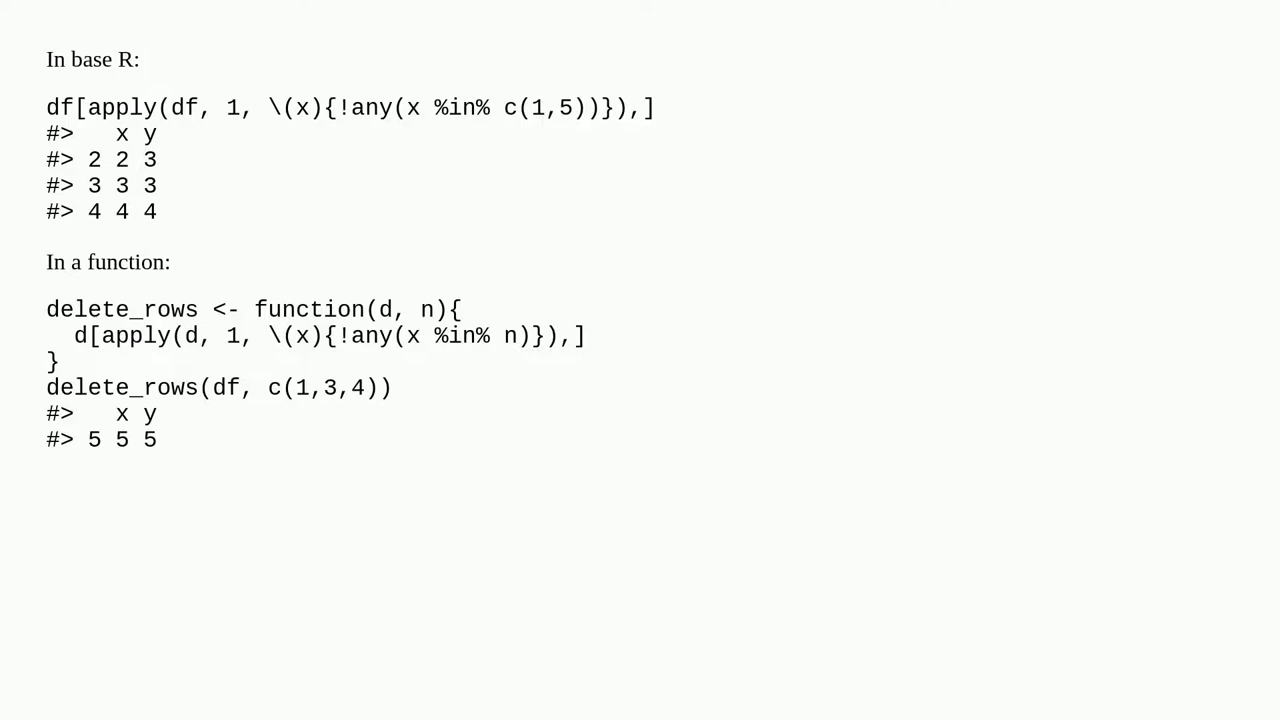 In base R:
df[apply(df, 1, \(x){!any(x %in% c(1,5))}),]
#>   x y
#> 2 2 3
#> 3 3 3
#> 4 4 4
In a function:
delete_rows <- function(d, n){
  d[apply(d, 1, \(x){!any(x %in% n)}),]
}
delete_rows(df, c(1,3,4))
#>   x y
#> 5 5 5